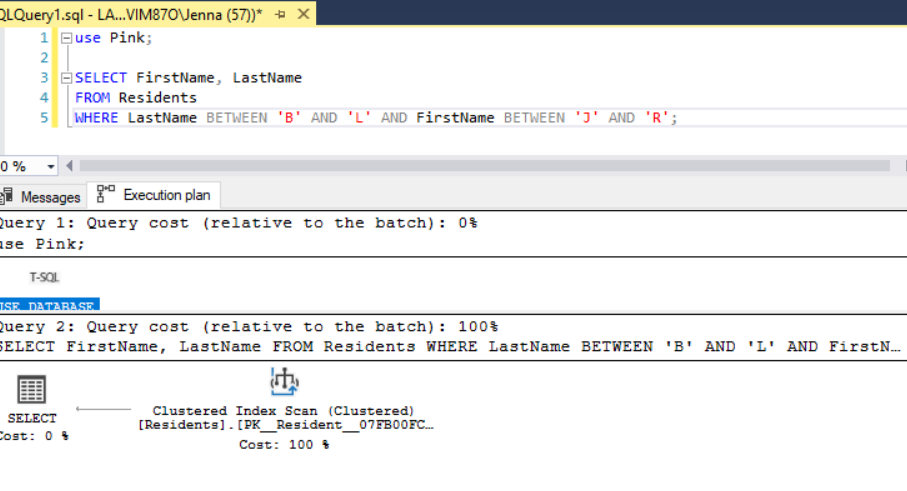 QLQuery1.sql - LA...VIM87O\Jenna (57))*
1 use Pink;
2
3 SELECT FirstName, LastName
4 FROM Residents
5 WHERE LastName BETWEEN 'B' AND 'L' AND FirstName BETWEEN 'J' AND 'R';
0 %
Messages Execution plan
Query 1: Query cost (relative to the batch): 0%
use Pink;
T-SQL
USE DATABASE
Query 2: Query cost (relative to the batch): 100%
SELECT FirstName, LastName FROM Residents WHERE LastName BETWEEN 'B' AND 'L' AND FirstN…
SELECT
Cost: 0 %
Clustered Index Scan (Clustered)
[Residents].[PK__Resident__07FB00FC…
Cost: 100 %